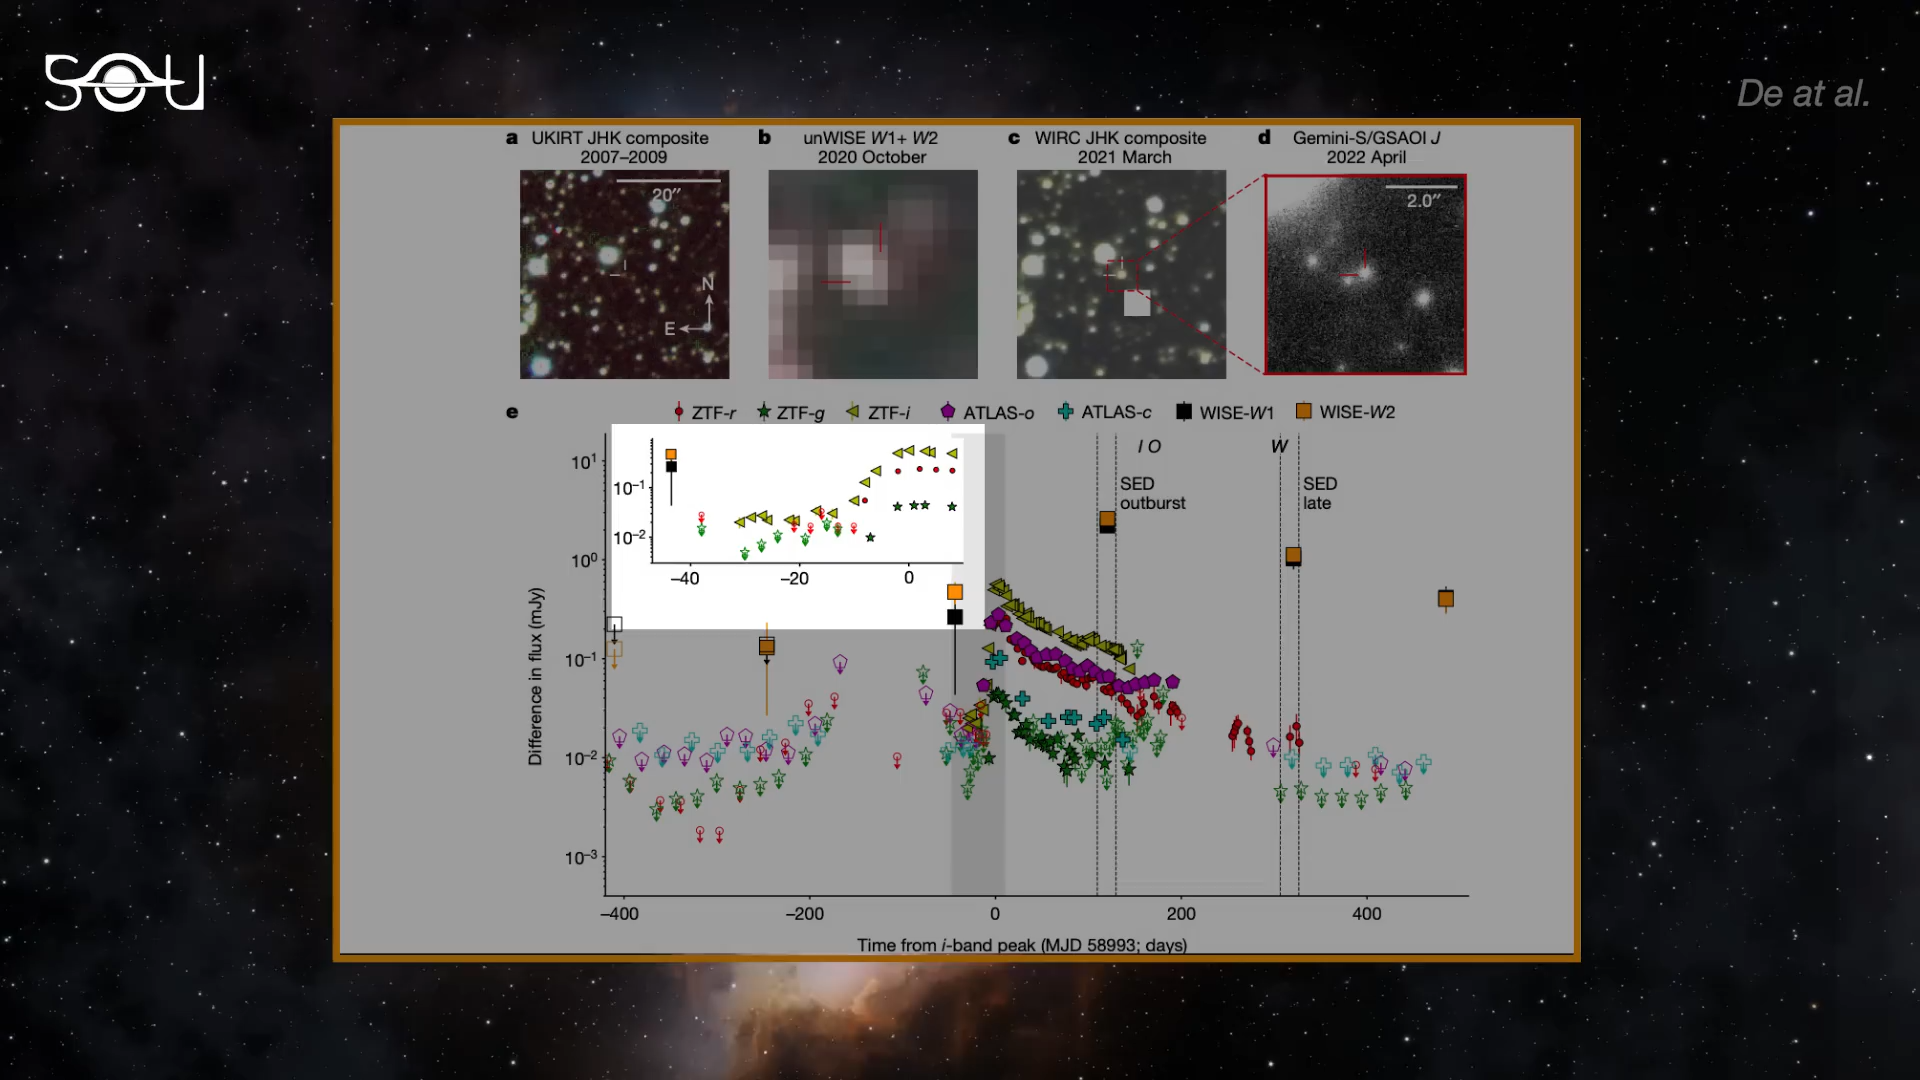 SOU
De at al.
a UKIRT JHK composite
2007–2009
b unWISE W1+ W2
2020 October
c WIRC JHK composite
2021 March
d Gemini-S/GSAOI J
2022 April
20″
N
E
2.0″
e ZTF-r ZTF-g ZTF-i ATLAS-o ATLAS-c WISE-W1 WISE-W2
I O
W
SED
outburst
SED
late
10¹
10⁰
10⁻¹
10⁻²
10⁻³
Difference in flux (mJy)
10⁻¹
10⁻²
–40 –20 0
–400 –200 0 200 400
Time from i-band peak (MJD 58993; days)